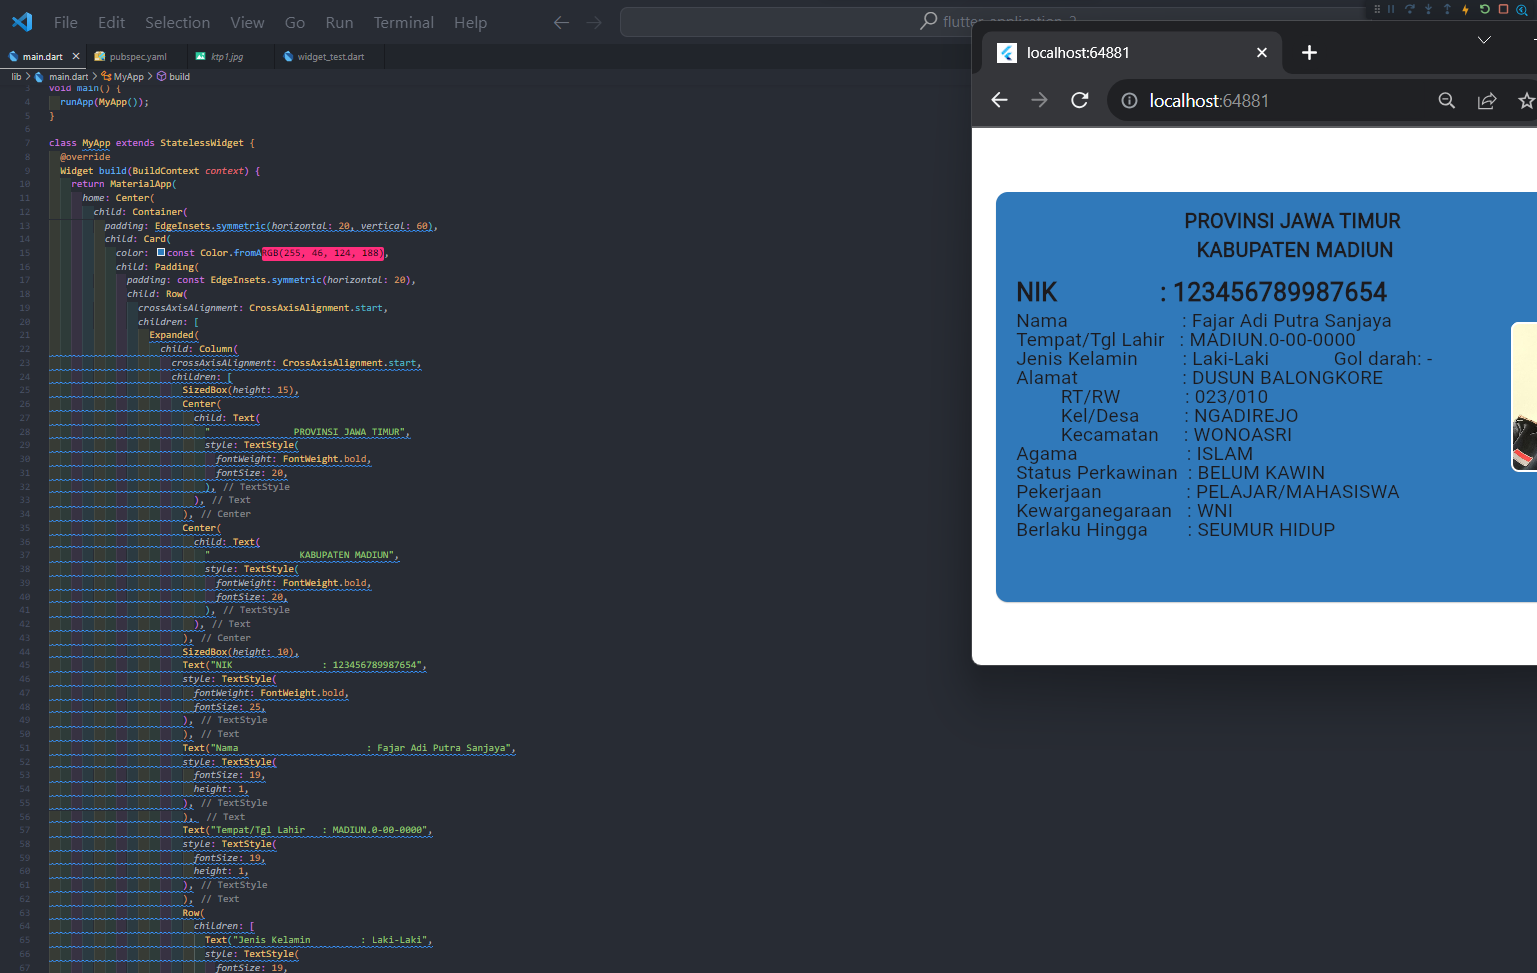 File Edit Selection View Go Run Terminal Help
flutter_application_2
main.dart
pubspec.yaml
ktp1.jpg
widget_test.dart
lib > main.dart > MyApp > build
3 void main() {
4 runApp(MyApp());
5 }
6
7 class MyApp extends StatelessWidget {
8 @override
9 Widget build(BuildContext context) {
10 return MaterialApp(
11 home: Center(
12 child: Container(
13 padding: EdgeInsets.symmetric(horizontal: 20, vertical: 60),
14 child: Card(
15 color: const Color.fromARGB(255, 46, 124, 188),
16 child: Padding(
17 padding: const EdgeInsets.symmetric(horizontal: 20),
18 child: Row(
19 crossAxisAlignment: CrossAxisAlignment.start,
20 children: [
21 Expanded(
22 child: Column(
23 crossAxisAlignment: CrossAxisAlignment.start,
24 children: [
25 SizedBox(height: 15),
26 Center(
27 child: Text(
28 " PROVINSI JAWA TIMUR",
29 style: TextStyle(
30 fontWeight: FontWeight.bold,
31 fontSize: 20,
32 ), // TextStyle
33 ), // Text
34 ), // Center
35 Center(
36 child: Text(
37 " KABUPATEN MADIUN",
38 style: TextStyle(
39 fontWeight: FontWeight.bold,
40 fontSize: 20,
41 ), // TextStyle
42 ), // Text
43 ), // Center
44 SizedBox(height: 10),
45 Text("NIK : 123456789987654",
46 style: TextStyle(
47 fontWeight: FontWeight.bold,
48 fontSize: 25,
49 ), // TextStyle
50 ), // Text
51 Text("Nama : Fajar Adi Putra Sanjaya",
52 style: TextStyle(
53 fontSize: 19,
54 height: 1,
55 ), // TextStyle
56 ), // Text
57 Text("Tempat/Tgl Lahir : MADIUN.0-00-0000",
58 style: TextStyle(
59 fontSize: 19,
60 height: 1,
61 ), // TextStyle
62 ), // Text
63 Row(
64 children: [
65 Text("Jenis Kelamin : Laki-Laki",
66 style: TextStyle(
67 fontSize: 19,
localhost:64881
localhost:64881
PROVINSI JAWA TIMUR
KABUPATEN MADIUN
NIK : 123456789987654
Nama : Fajar Adi Putra Sanjaya
Tempat/Tgl Lahir : MADIUN.0-00-0000
Jenis Kelamin : Laki-Laki Gol darah: -
Alamat : DUSUN BALONGKORE
RT/RW : 023/010
Kel/Desa : NGADIREJO
Kecamatan : WONOASRI
Agama : ISLAM
Status Perkawinan : BELUM KAWIN
Pekerjaan : PELAJAR/MAHASISWA
Kewarganegaraan : WNI
Berlaku Hingga : SEUMUR HIDUP